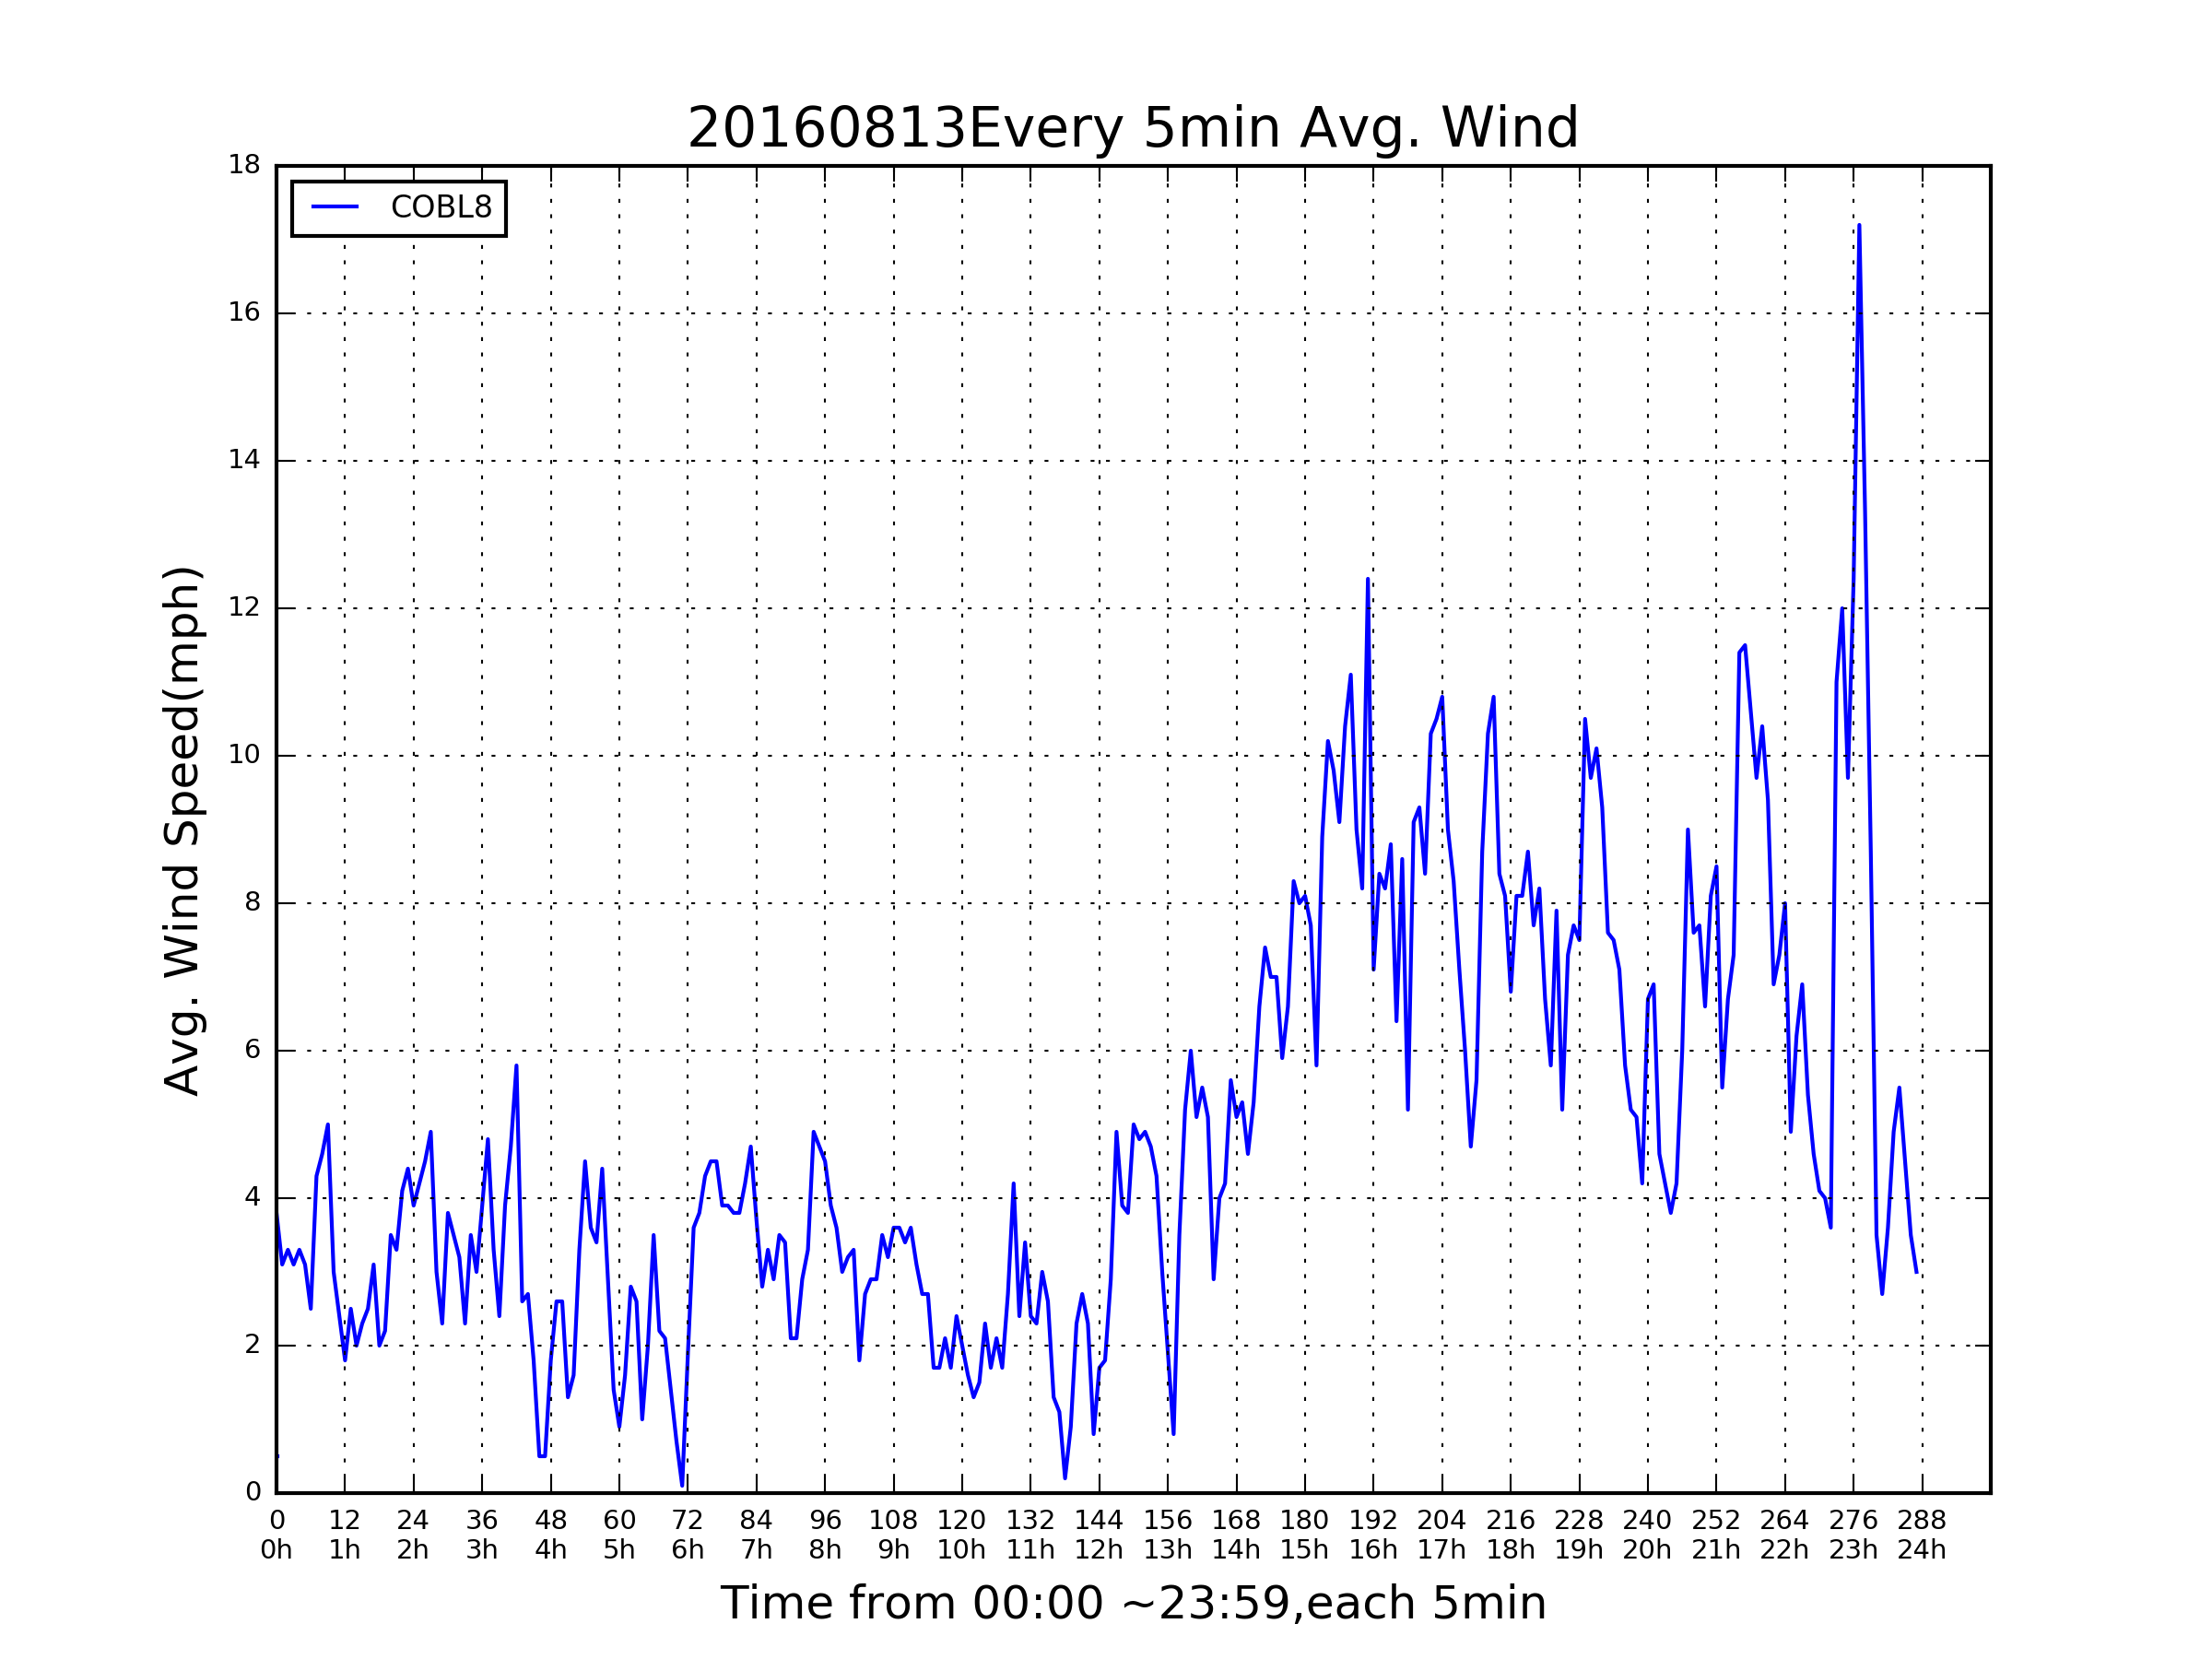 20160813Every 5min Avg. Wind
COBL8
Avg. Wind Speed(mph)
18
16
14
12
10
8
6
4
2
0
0 12 24 36 48 60 72 84 96 108 120 132 144 156 168 180 192 204 216 228 240 252 264 276 288
0h 1h 2h 3h 4h 5h 6h 7h 8h 9h 10h 11h 12h 13h 14h 15h 16h 17h 18h 19h 20h 21h 22h 23h 24h
Time from 00:00 ~23:59,each 5min